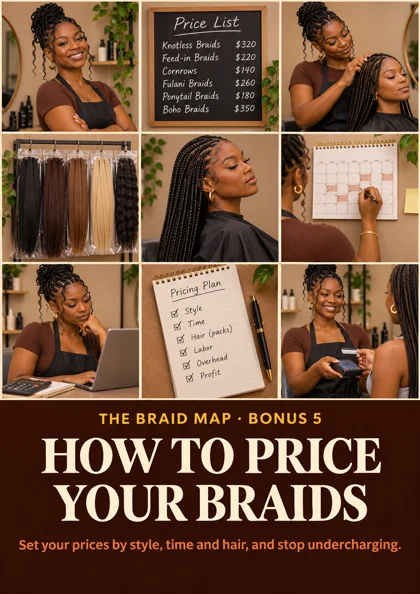 Price List
Knotless Braids $320
Feed-in Braids $220
Cornrows $140
Fulani Braids $260
Ponytail Braids $180
Boho Braids $350
Pricing Plan
Style
Time
Hair (packs)
Labor
Overhead
Profit
THE BRAID MAP · BONUS 5
HOW TO PRICE
YOUR BRAIDS
Set your prices by style, time and hair, and stop undercharging.